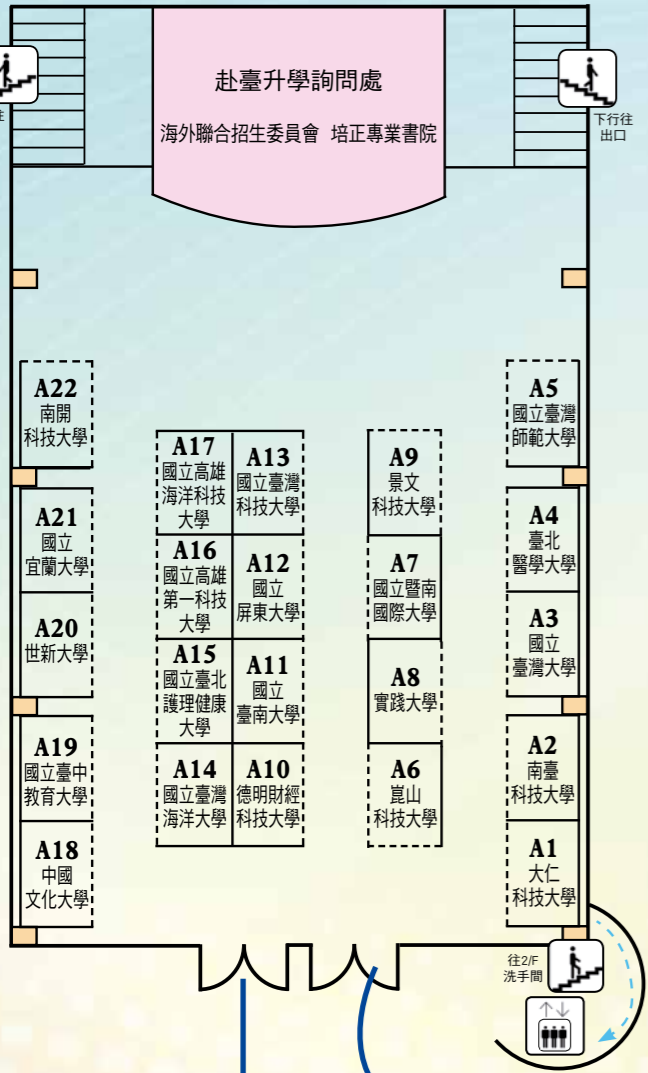 赴臺升學詢問處
海外聯合招生委員會 培正專業書院
下行往
出口
A22
南開
科技大學
A21
國立
宜蘭大學
A20
世新大學
A19
國立臺中
教育大學
A18
中國
文化大學
A17
國立高雄
海洋科技
大學
A16
國立高雄
第一科技
大學
A15
國立臺北
護理健康
大學
A14
國立臺灣
海洋大學
A13
國立臺灣
科技大學
A12
國立
屏東大學
A11
國立
臺南大學
A10
德明財經
科技大學
A9
景文
科技大學
A7
國立暨南
國際大學
A8
實踐大學
A6
崑山
科技大學
A5
國立臺灣
師範大學
A4
臺北
醫學大學
A3
國立
臺灣大學
A2
南臺
科技大學
A1
大仁
科技大學
往2/F
洗手間